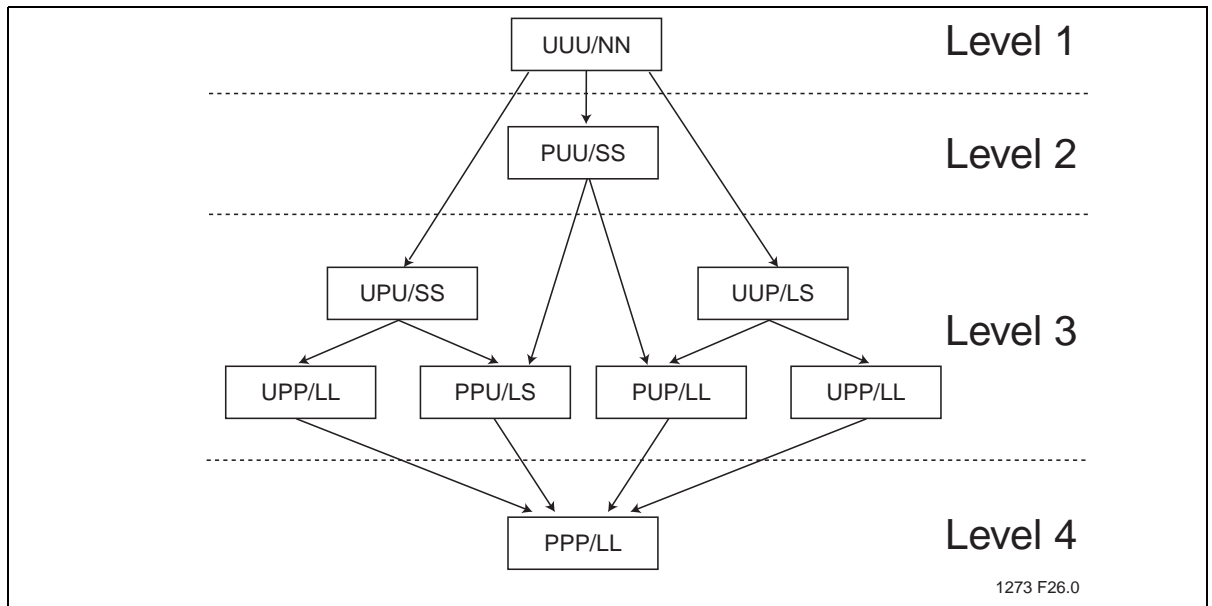 UUU/NN
Level 1
PUU/SS
Level 2
UPU/SS
UUP/LS
Level 3
UPP/LL
PPU/LS
PUP/LL
UPP/LL
PPP/LL
Level 4
1273 F26.0